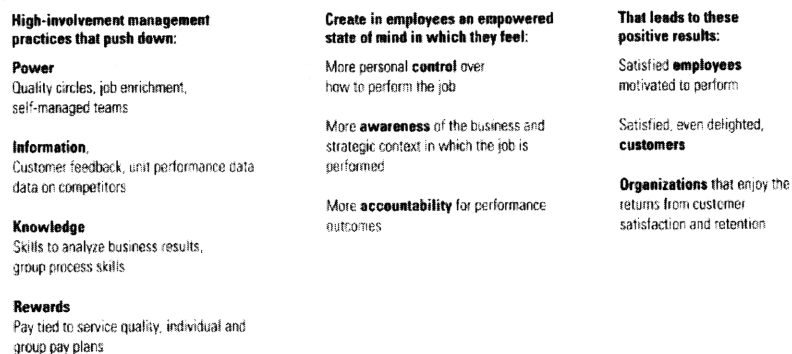 High-involvement management
practices that push down:
Power
Quality circles, job enrichment,
self-managed teams
Information,
Customer feedback, unit performance data
data on competitors
Knowledge
Skills to analyze business results,
group process skills
Rewards
Pay tied to service quality, individual and
group pay plans
Create in employees an empowered
state of mind in which they feel:
More personal control over
how to perform the job
More awareness of the business and
strategic context in which the job is
performed
More accountability for performance
outcomes
That leads to these
positive results:
Satisfied employees
motivated to perform
Satisfied, even delighted,
customers
Organizations that enjoy the
returns from customer
satisfaction and retention